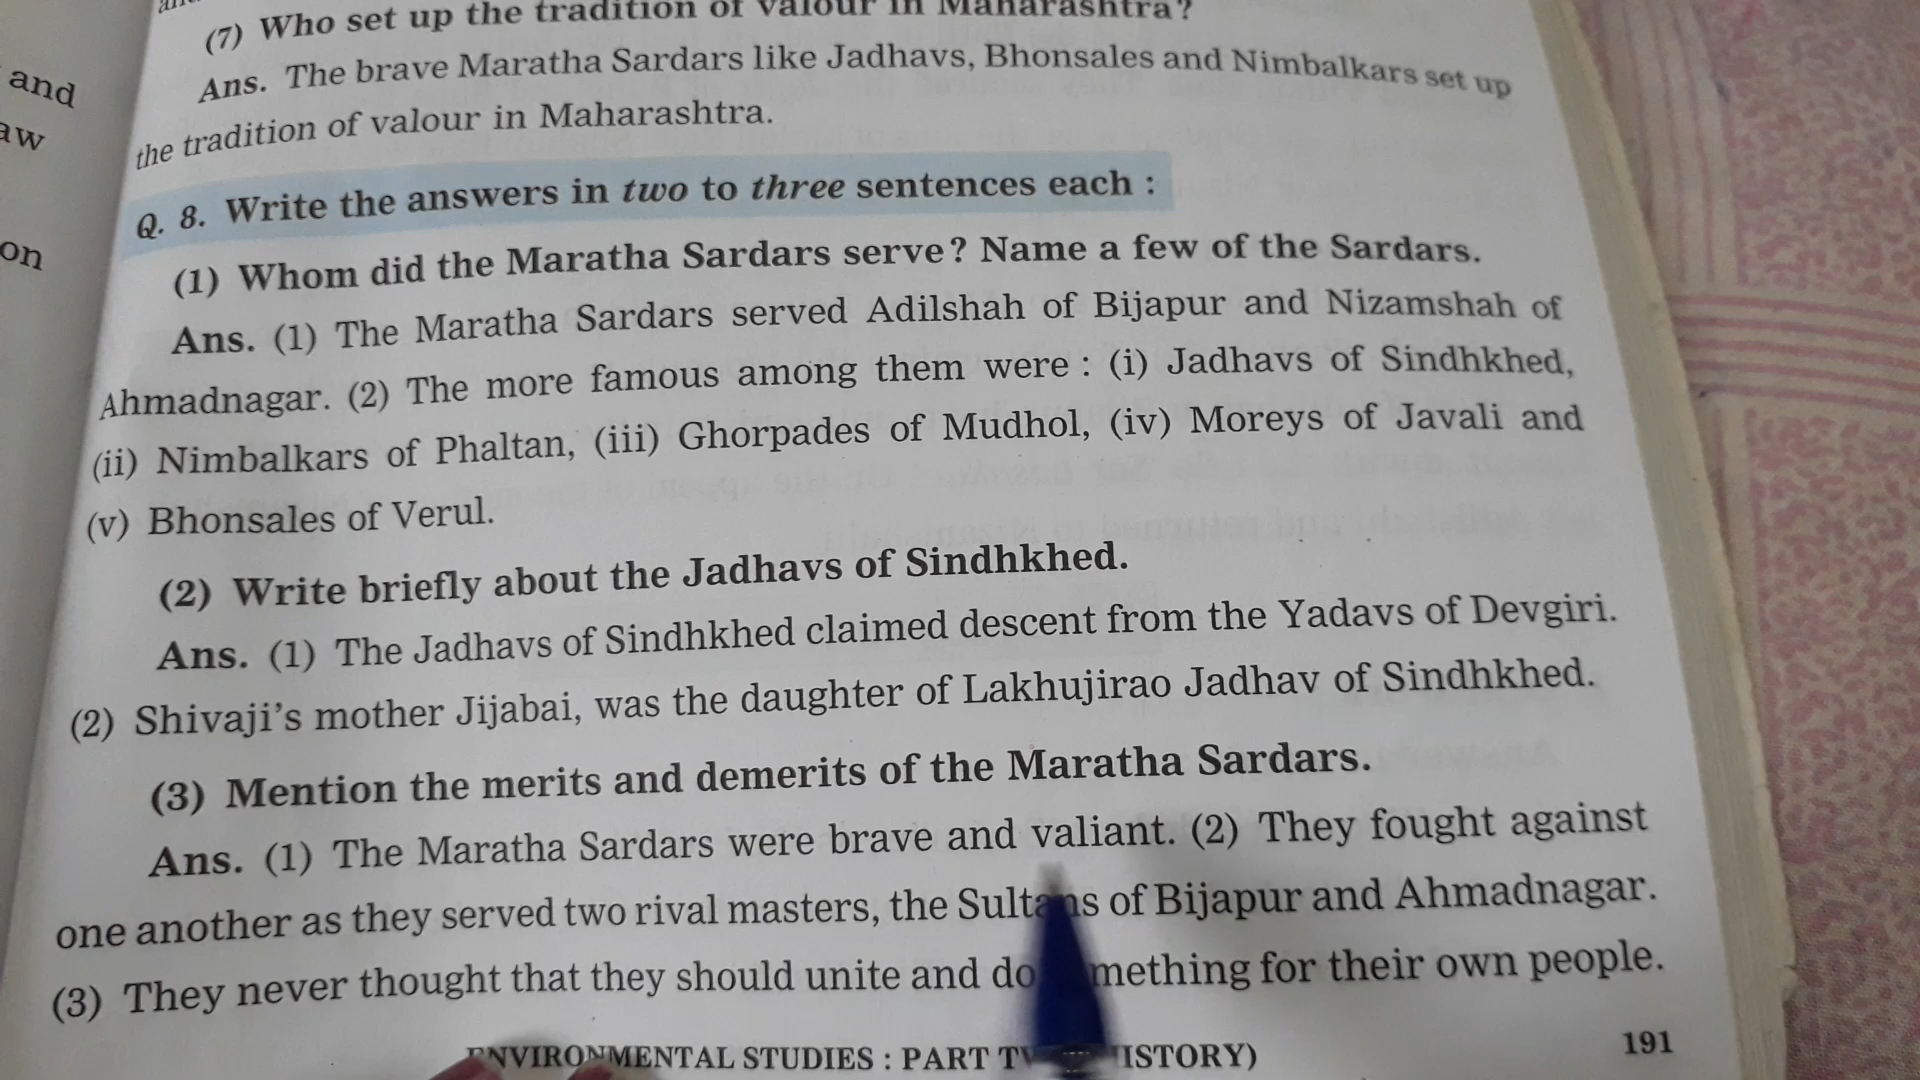 and
aw
on
(7) Who set up the tradition of valour in Maharashtra?
Ans. The brave Maratha Sardars like Jadhavs, Bhonsales and Nimbalkars set up
the tradition of valour in Maharashtra.
Q. 8. Write the answers in two to three sentences each :
(1) Whom did the Maratha Sardars serve? Name a few of the Sardars.
Ans. (1) The Maratha Sardars served Adilshah of Bijapur and Nizamshah of
Ahmadnagar. (2) The more famous among them were : (i) Jadhavs of Sindhkhed,
(ii) Nimbalkars of Phaltan, (iii) Ghorpades of Mudhol, (iv) Moreys of Javali and
(v) Bhonsales of Verul.
(2) Write briefly about the Jadhavs of Sindhkhed.
Ans. (1) The Jadhavs of Sindhkhed claimed descent from the Yadavs of Devgiri.
(2) Shivaji's mother Jijabai, was the daughter of Lakhujirao Jadhav of Sindhkhed.
(3) Mention the merits and demerits of the Maratha Sardars.
Ans. (1) The Maratha Sardars were brave and valiant. (2) They fought against
one another as they served two rival masters, the Sultans of Bijapur and Ahmadnagar.
(3) They never thought that they should unite and do mething for their own people.
ENVIRONMENTAL STUDIES : PART ISTORY)
191